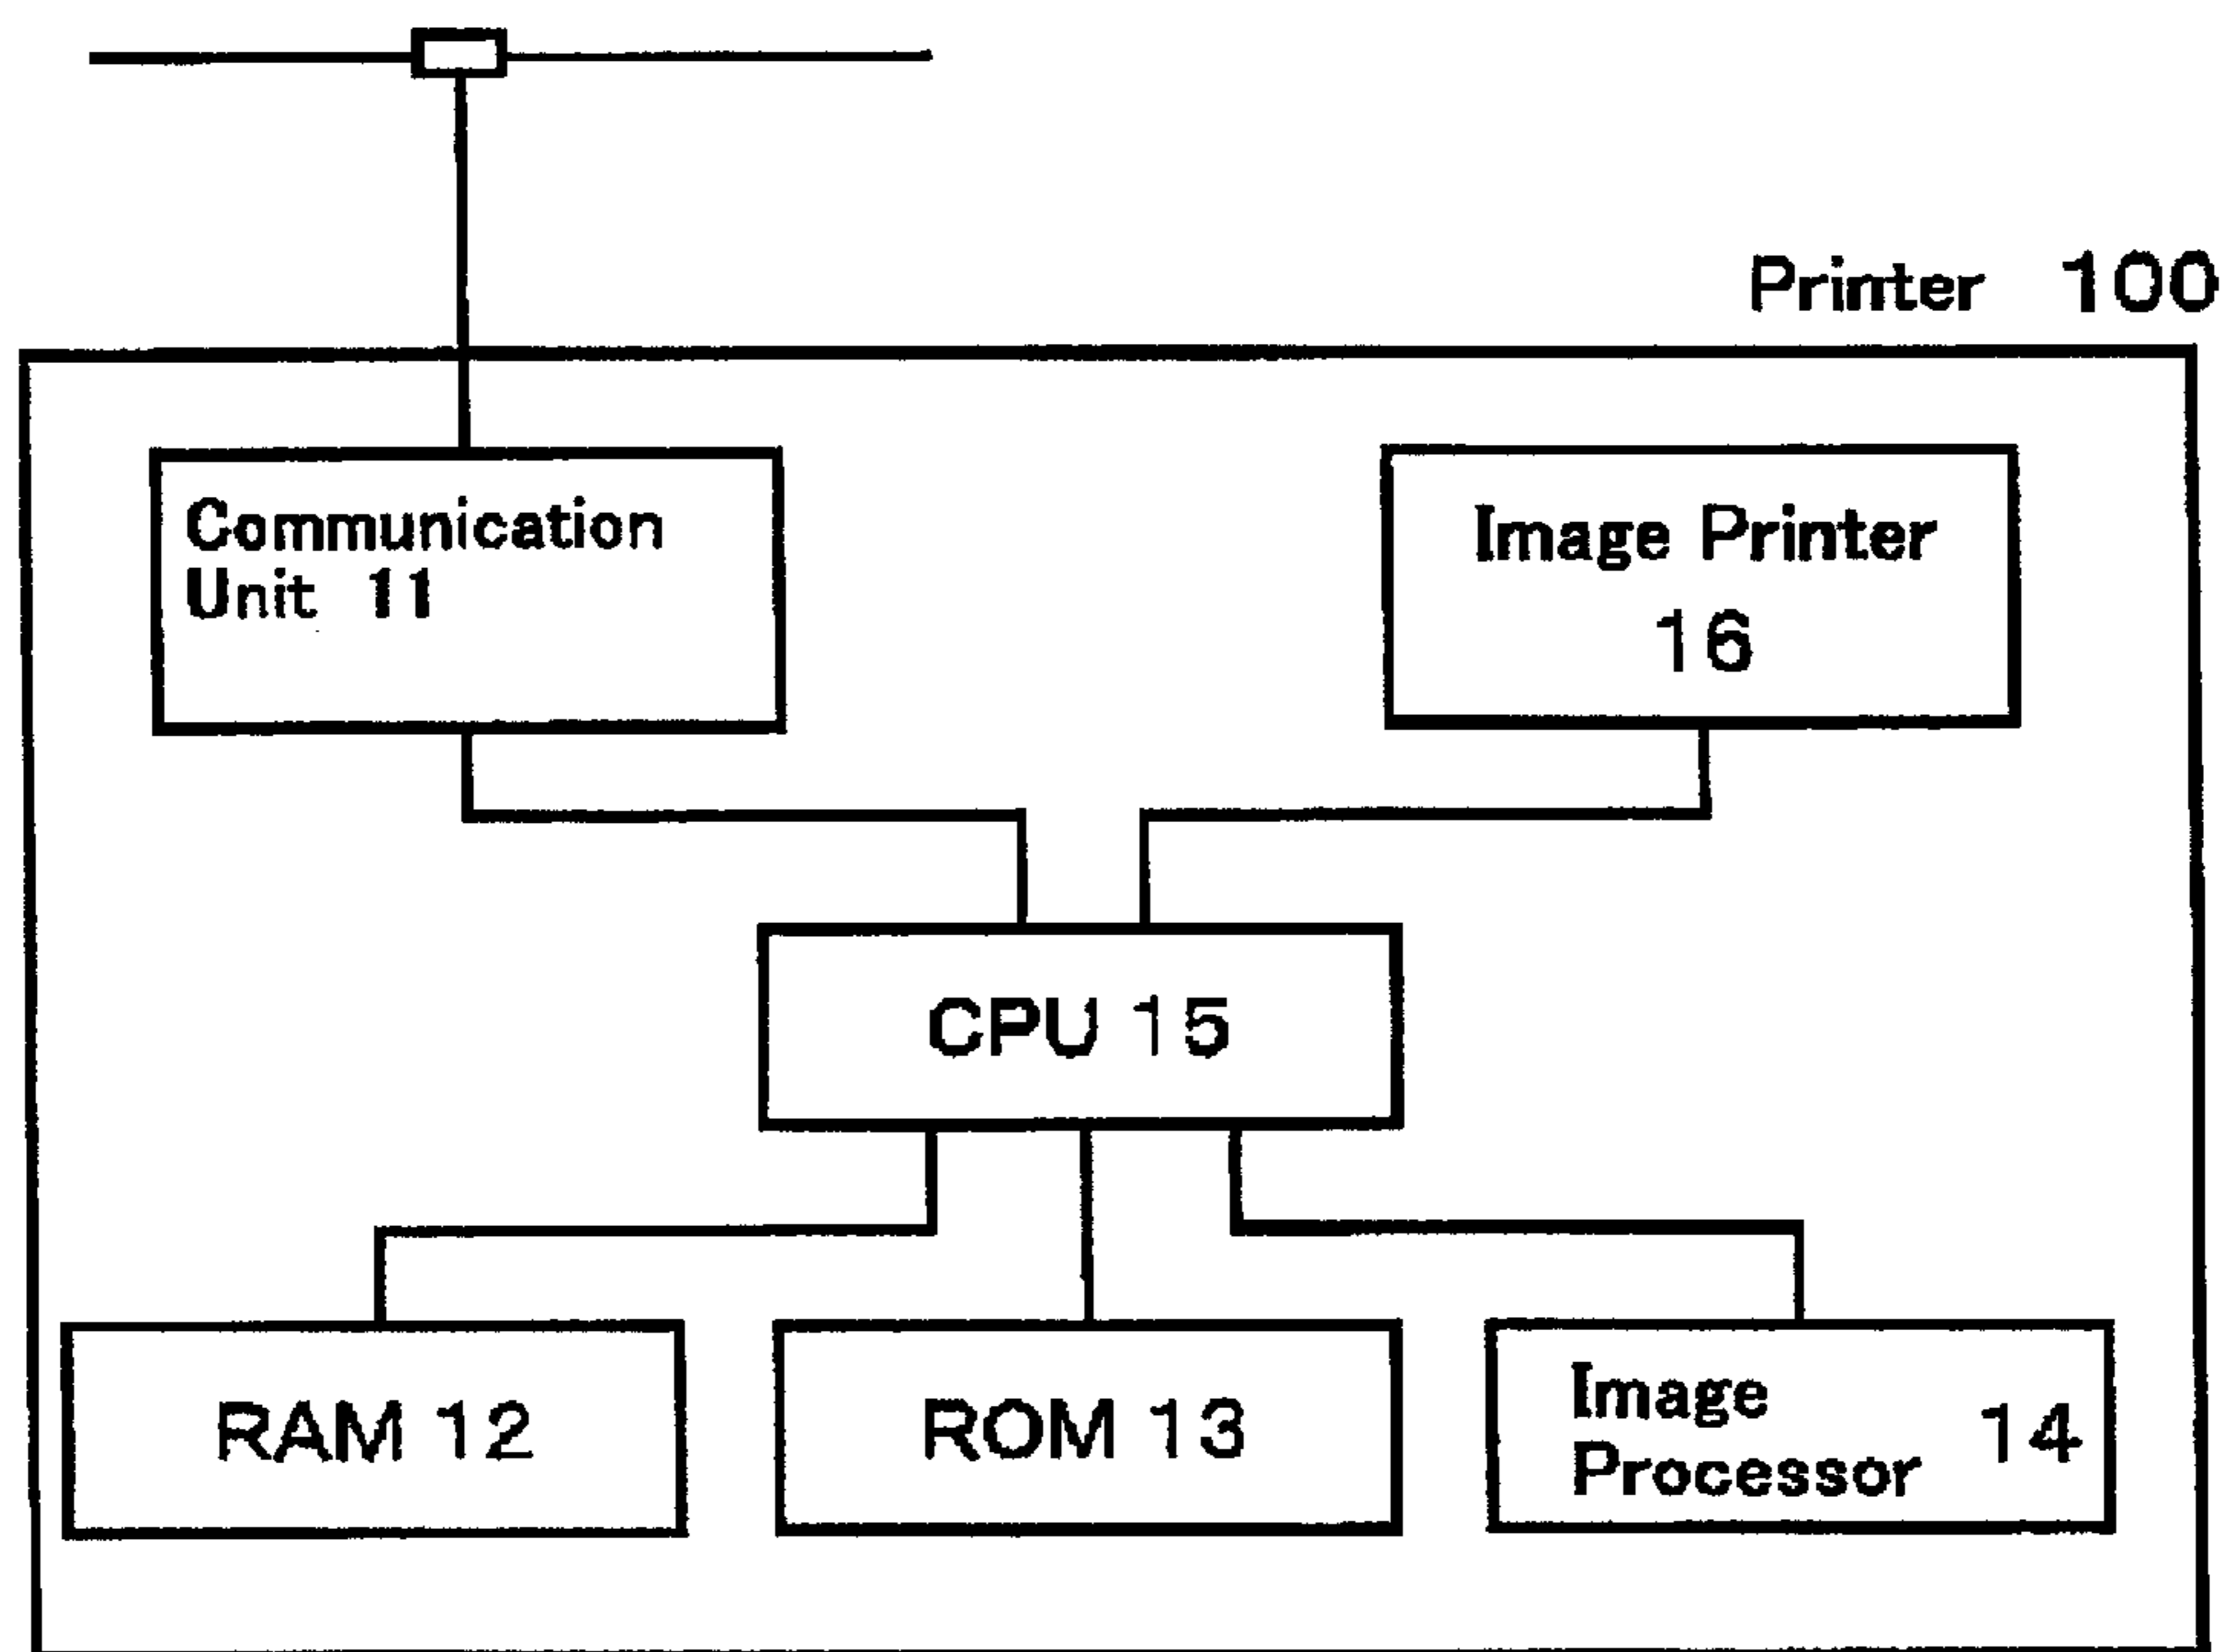 Printer 100
Communication
Unit 11
Image Printer
16
CPU 15
RAM 12
ROM 13
Image
Processor 14